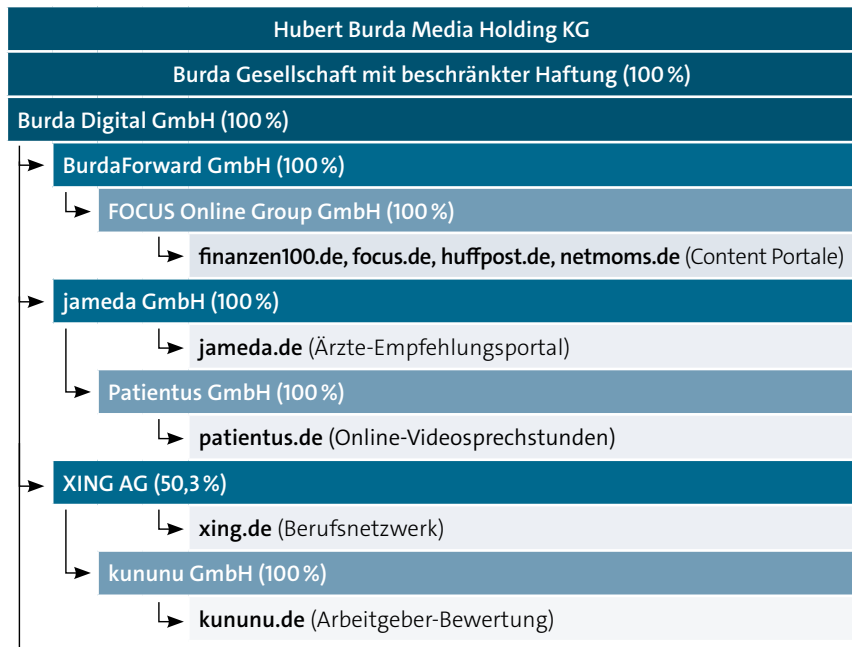 Hubert Burda Media Holding KG
Burda Gesellschaft mit beschränkter Haftung (100 %)
Burda Digital GmbH (100 %)
BurdaForward GmbH (100 %)
FOCUS Online Group GmbH (100 %)
finanzen100.de, focus.de, huffpost.de, netmoms.de (Content Portale)
jameda GmbH (100 %)
jameda.de (Ärzte-Empfehlungsportal)
Patientus GmbH (100 %)
patientus.de (Online-Videosprechstunden)
XING AG (50,3 %)
xing.de (Berufsnetzwerk)
kununu GmbH (100 %)
kununu.de (Arbeitgeber-Bewertung)